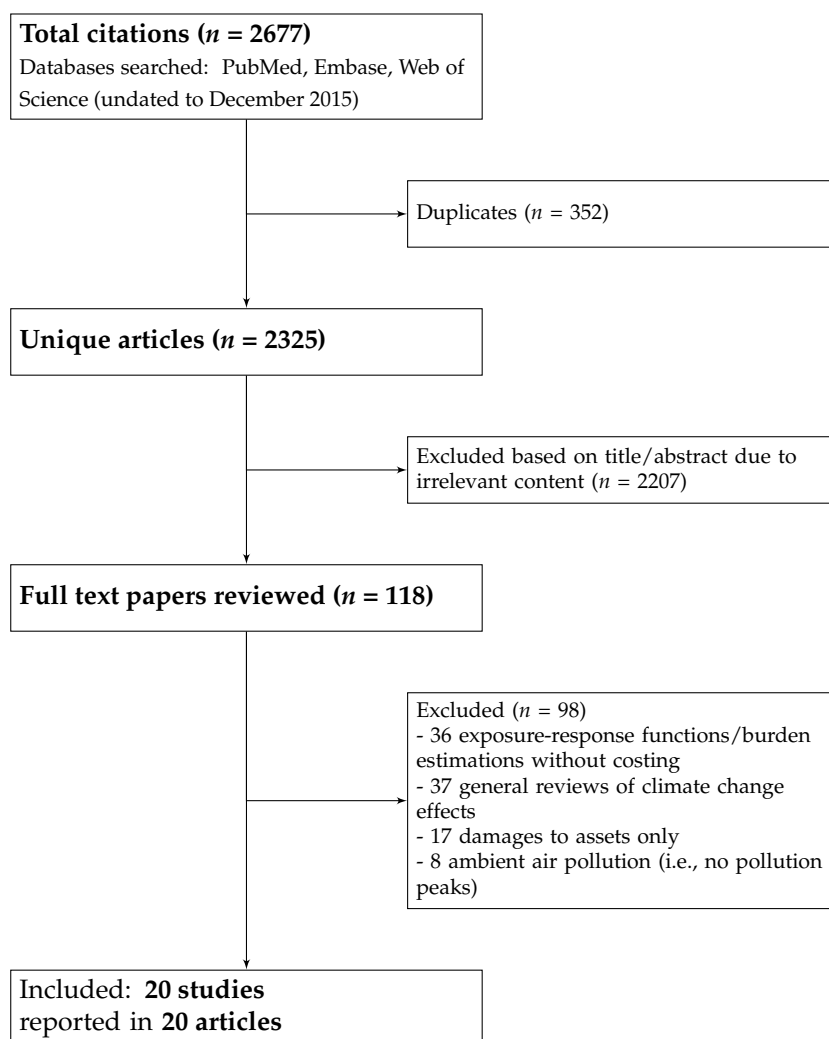 Total citations (n = 2677)
Databases searched: PubMed, Embase, Web of
Science (undated to December 2015)
Duplicates (n = 352)
Unique articles (n = 2325)
Excluded based on title/abstract due to
irrelevant content (n = 2207)
Full text papers reviewed (n = 118)
Excluded (n = 98)
- 36 exposure-response functions/burden
estimations without costing
- 37 general reviews of climate change
effects
- 17 damages to assets only
- 8 ambient air pollution (i.e., no pollution
peaks)
Included: 20 studies
reported in 20 articles